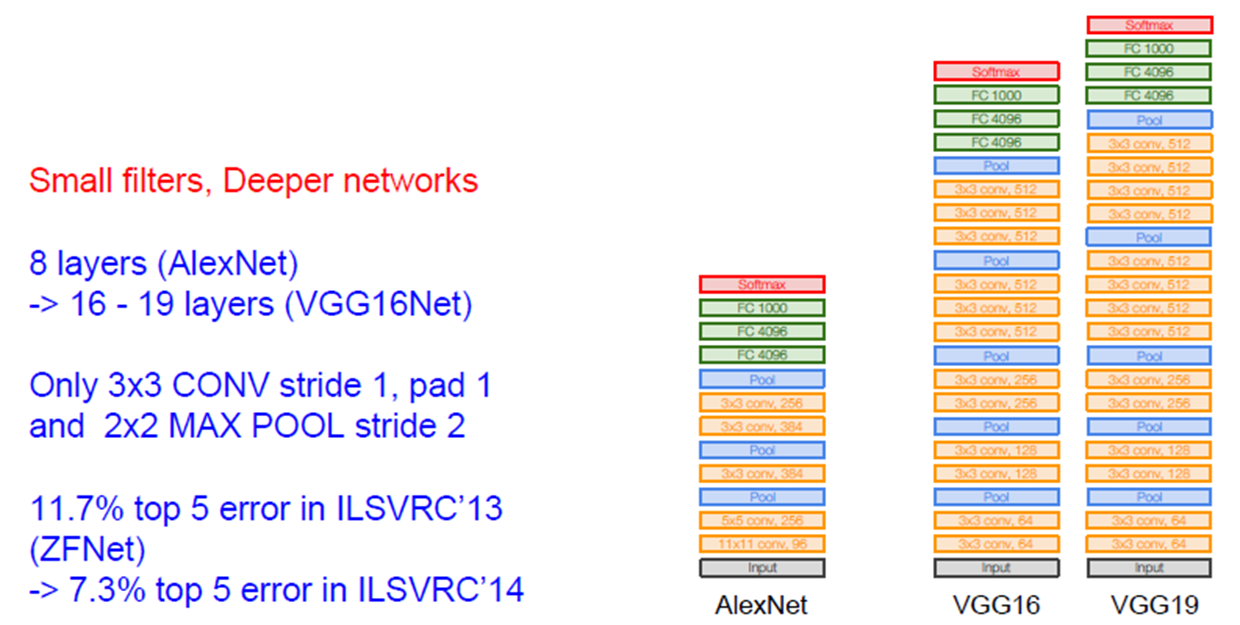 Small filters, Deeper networks
8 layers (AlexNet)
-> 16 - 19 layers (VGG16Net)
Only 3x3 CONV stride 1, pad 1
and 2x2 MAX POOL stride 2
11.7% top 5 error in ILSVRC'13
(ZFNet)
-> 7.3% top 5 error in ILSVRC'14
Softmax
FC 1000
FC 4096
FC 4096
Pool
3x3 conv, 256
3x3 conv, 384
Pool
3x3 conv, 384
Pool
5x5 conv, 256
11x11 conv, 96
Input
AlexNet
Softmax
FC 1000
FC 4096
FC 4096
Pool
3x3 conv, 512
3x3 conv, 512
3x3 conv, 512
Pool
3x3 conv, 512
3x3 conv, 512
3x3 conv, 512
Pool
3x3 conv, 256
3x3 conv, 256
Pool
3x3 conv, 128
3x3 conv, 128
Pool
3x3 conv, 64
3x3 conv, 64
Input
VGG16
Softmax
FC 1000
FC 4096
FC 4096
Pool
3x3 conv, 512
3x3 conv, 512
3x3 conv, 512
3x3 conv, 512
Pool
3x3 conv, 512
3x3 conv, 512
3x3 conv, 512
3x3 conv, 512
Pool
3x3 conv, 256
3x3 conv, 256
Pool
3x3 conv, 128
3x3 conv, 128
Pool
3x3 conv, 64
3x3 conv, 64
Input
VGG19